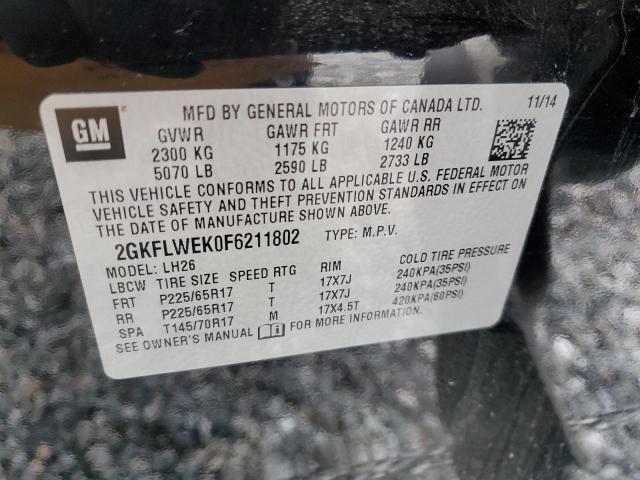 GM
MFD BY GENERAL MOTORS OF CANADA LTD. 11/14
GVWR GAWR FRT GAWR RR
2300 KG 1175 KG 1240 KG
5070 LB 2590 LB 2733 LB
THIS VEHICLE CONFORMS TO ALL APPLICABLE U.S. FEDERAL MOTOR
VEHICLE SAFETY AND THEFT PREVENTION STANDARDS IN EFFECT ON
THE DATE OF MANUFACTURE SHOWN ABOVE.
2GKFLWEK0F6211802 TYPE: M.P.V.
MODEL: LH26
LBCW TIRE SIZE SPEED RTG RIM COLD TIRE PRESSURE
FRT P225/65R17 T 17X7J 240KPA(35PSI)
RR P225/65R17 T 17X7J 240KPA(35PSI)
SPA T145/70R17 M 17X4.5T 420KPA(60PSI)
SEE OWNER'S MANUAL FOR MORE INFORMATION.